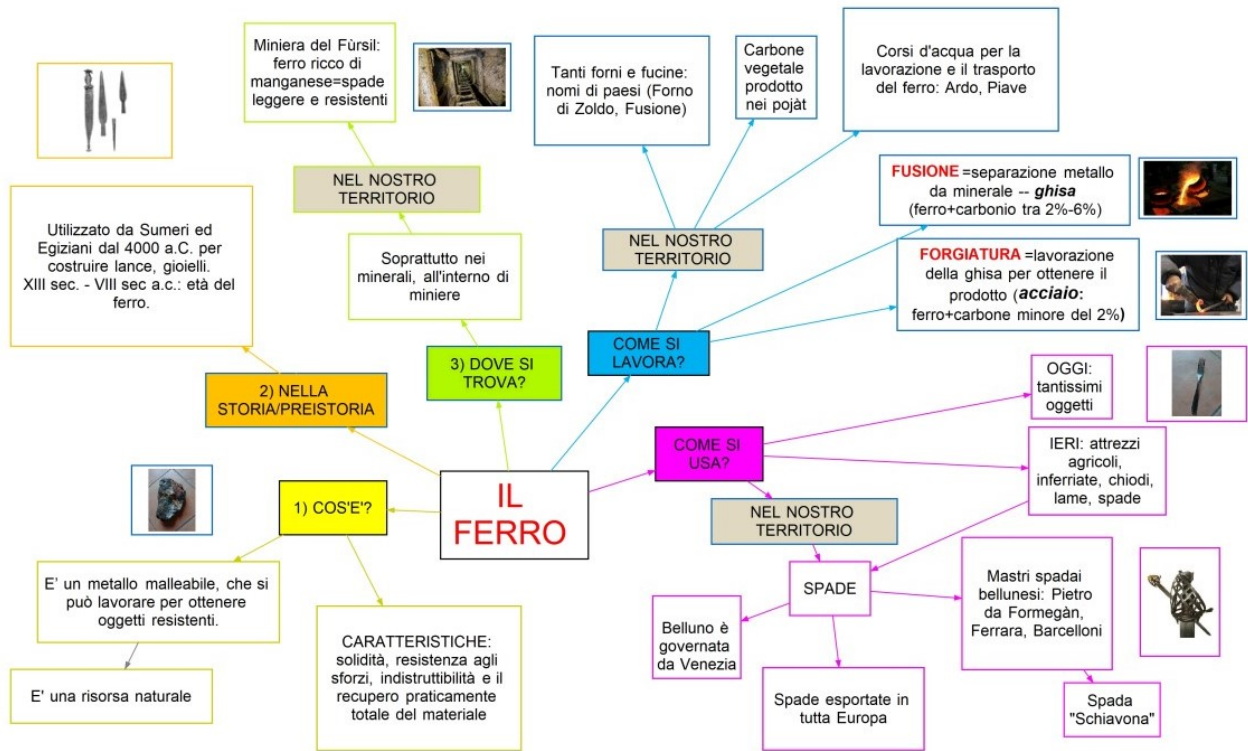 Miniera del Fùrsil:
ferro ricco di
manganese=spade
leggere e resistenti
Tanti forni e fucine:
nomi di paesi (Forno
di Zoldo, Fusione)
Carbone
vegetale
prodotto
nei pojàt
Corsi d'acqua per la
lavorazione e il trasporto
del ferro: Ardo, Piave
NEL NOSTRO
TERRITORIO
FUSIONE =separazione metallo
da minerale -- ghisa
(ferro+carbonio tra 2%-6%)
Utilizzato da Sumeri ed
Egiziani dal 4000 a.C. per
costruire lance, gioielli.
XIII sec. - VIII sec a.c.: età del
ferro.
Soprattutto nei
minerali, all'interno di
miniere
NEL NOSTRO
TERRITORIO
FORGIATURA =lavorazione
della ghisa per ottenere il
prodotto (acciaio:
ferro+carbone minore del 2%)
2) NELLA
STORIA/PREISTORIA
3) DOVE SI
TROVA?
COME SI
LAVORA?
OGGI:
tantissimi
oggetti
COME SI
USA?
IERI: attrezzi
agricoli,
inferriate, chiodi,
lame, spade
1) COS'E'?
IL
FERRO
NEL NOSTRO
TERRITORIO
E' un metallo malleabile, che si
può lavorare per ottenere
oggetti resistenti.
E' una risorsa naturale
CARATTERISTICHE:
solidità, resistenza agli
sforzi, indistruttibilità e il
recupero praticamente
totale del materiale
SPADE
Belluno è
governata
da Venezia
Spade esportate in
tutta Europa
Mastri spadai
bellunesi: Pietro
da Formegàn,
Ferrara, Barcelloni
Spada
"Schiavona"